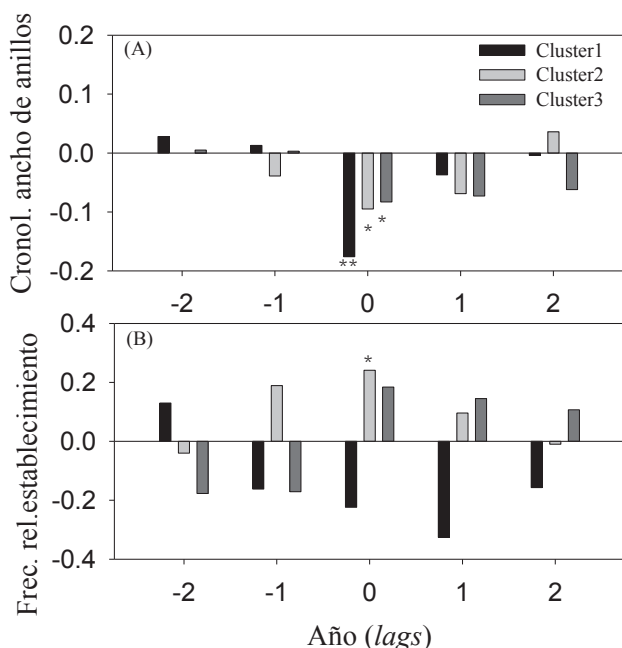 (A)
Cluster1
Cluster2
Cluster3
Cronol. ancho de anillos
0.2
0.1
0.0
-0.1
-0.2
**
*
*
-2 -1 0 1 2
(B)
*
Frec. rel.establecimiento
0.4
0.2
0.0
-0.2
-0.4
-2 -1 0 1 2
Año (lags)